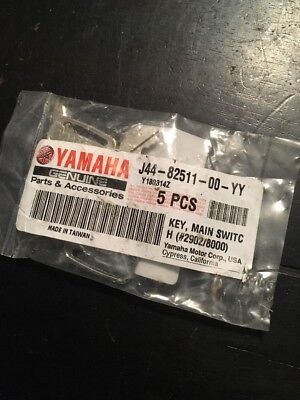 YAMAHA
GENUINE
Parts & Accessories
J44-82511-00-YY
Y180314Z
5 PCS
KEY, MAIN SWITC
H (#2902/8000)
Yamaha Motor Corp., USA
Cypress, California
MADE IN TAIWAN